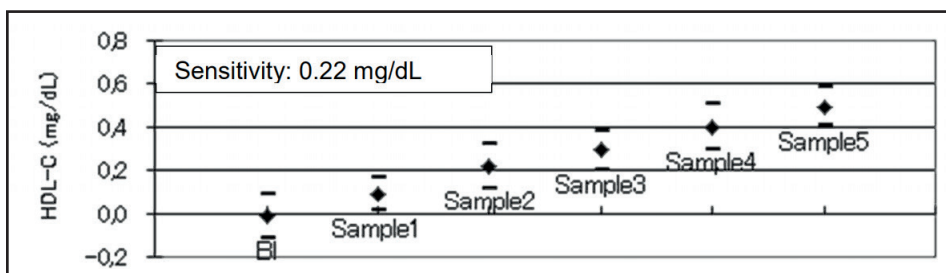 HDL-C (mg/dL)
0,8
0,6
0,4
0,2
0,0
−0,2
Sensitivity: 0.22 mg/dL
Bl
Sample1
Sample2
Sample3
Sample4
Sample5